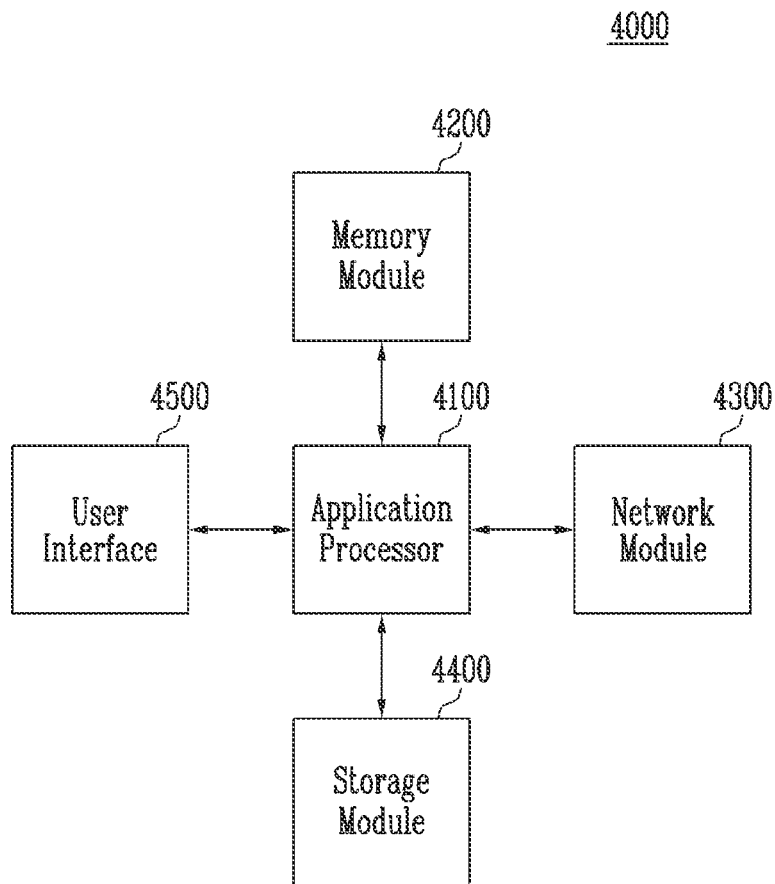 4000
4200
Memory
Module
4500
4100
4300
User
Interface
Application
Processor
Network
Module
4400
Storage
Module